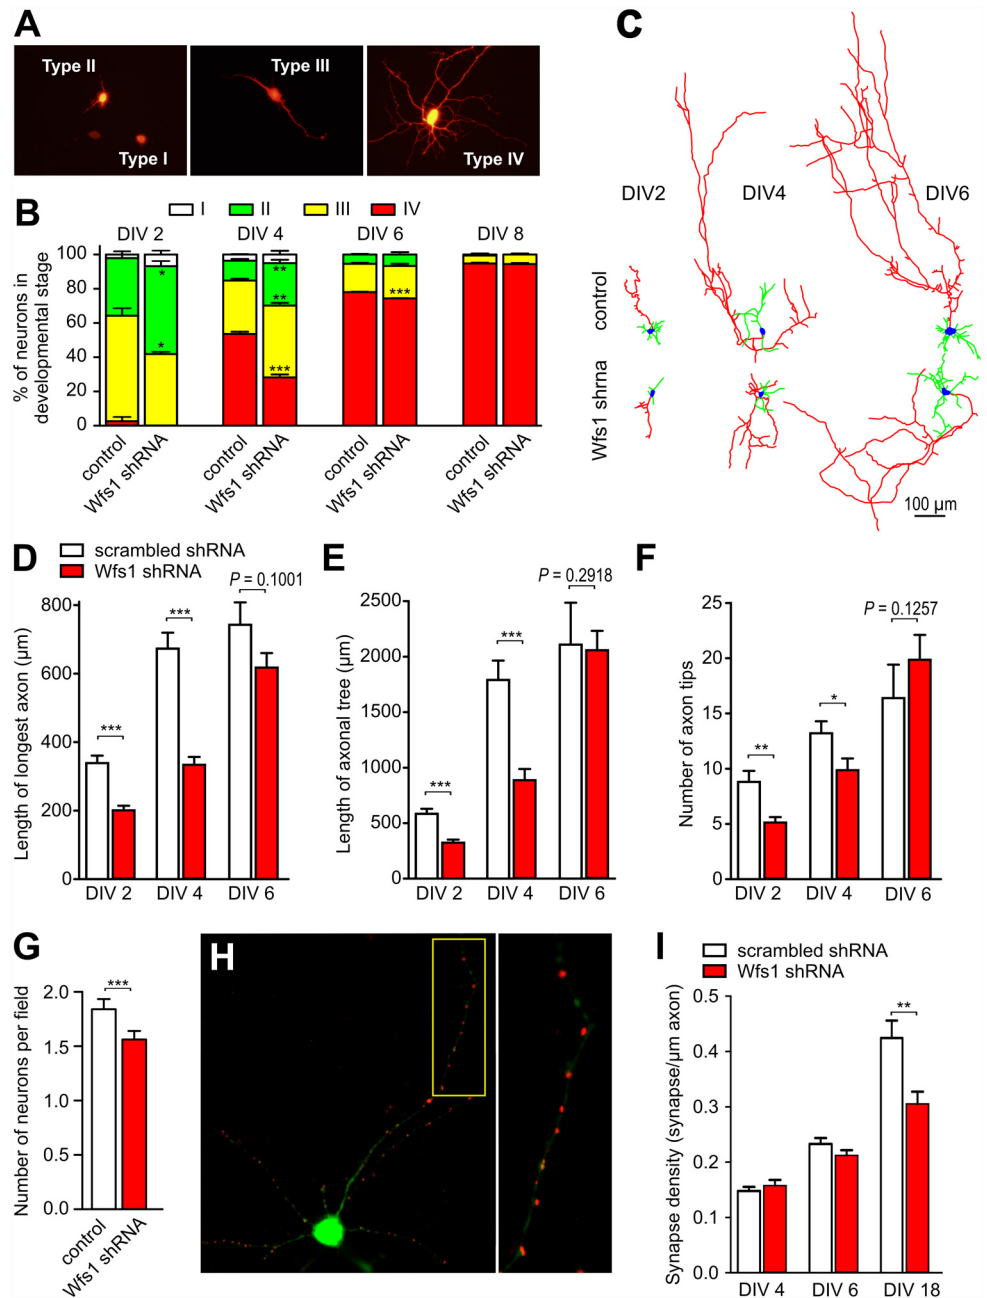 A
Type II
Type I
Type III
Type IV
B
I II III IV
DIV 2 DIV 4 DIV 6 DIV 8
% of neurons in
developmental stage
100
80
60
40
20
0
*
*
**
**
***
***
control
Wfs1 shRNA
control
Wfs1 shRNA
control
Wfs1 shRNA
control
Wfs1 shRNA
C
DIV2 DIV4 DIV6
control
Wfs1 shrna
100 µm
D
scrambled shRNA
Wfs1 shRNA
Length of longest axon (µm)
800
600
400
200
0
***
***
P = 0.1001
DIV 2 DIV 4 DIV 6
E
Length of axonal tree (µm)
2500
2000
1500
1000
500
0
***
***
P = 0.2918
DIV 2 DIV 4 DIV 6
F
Number of axon tips
25
20
15
10
5
0
**
*
P = 0.1257
DIV 2 DIV 4 DIV 6
G
Number of neurons per field
2.0
1.5
1.0
0.5
0.0
***
control
Wfs1 shRNA
H
I
scrambled shRNA
Wfs1 shRNA
Synapse density (synapse/µm axon)
0.5
0.4
0.3
0.2
0.1
0.0
**
DIV 4 DIV 6 DIV 18